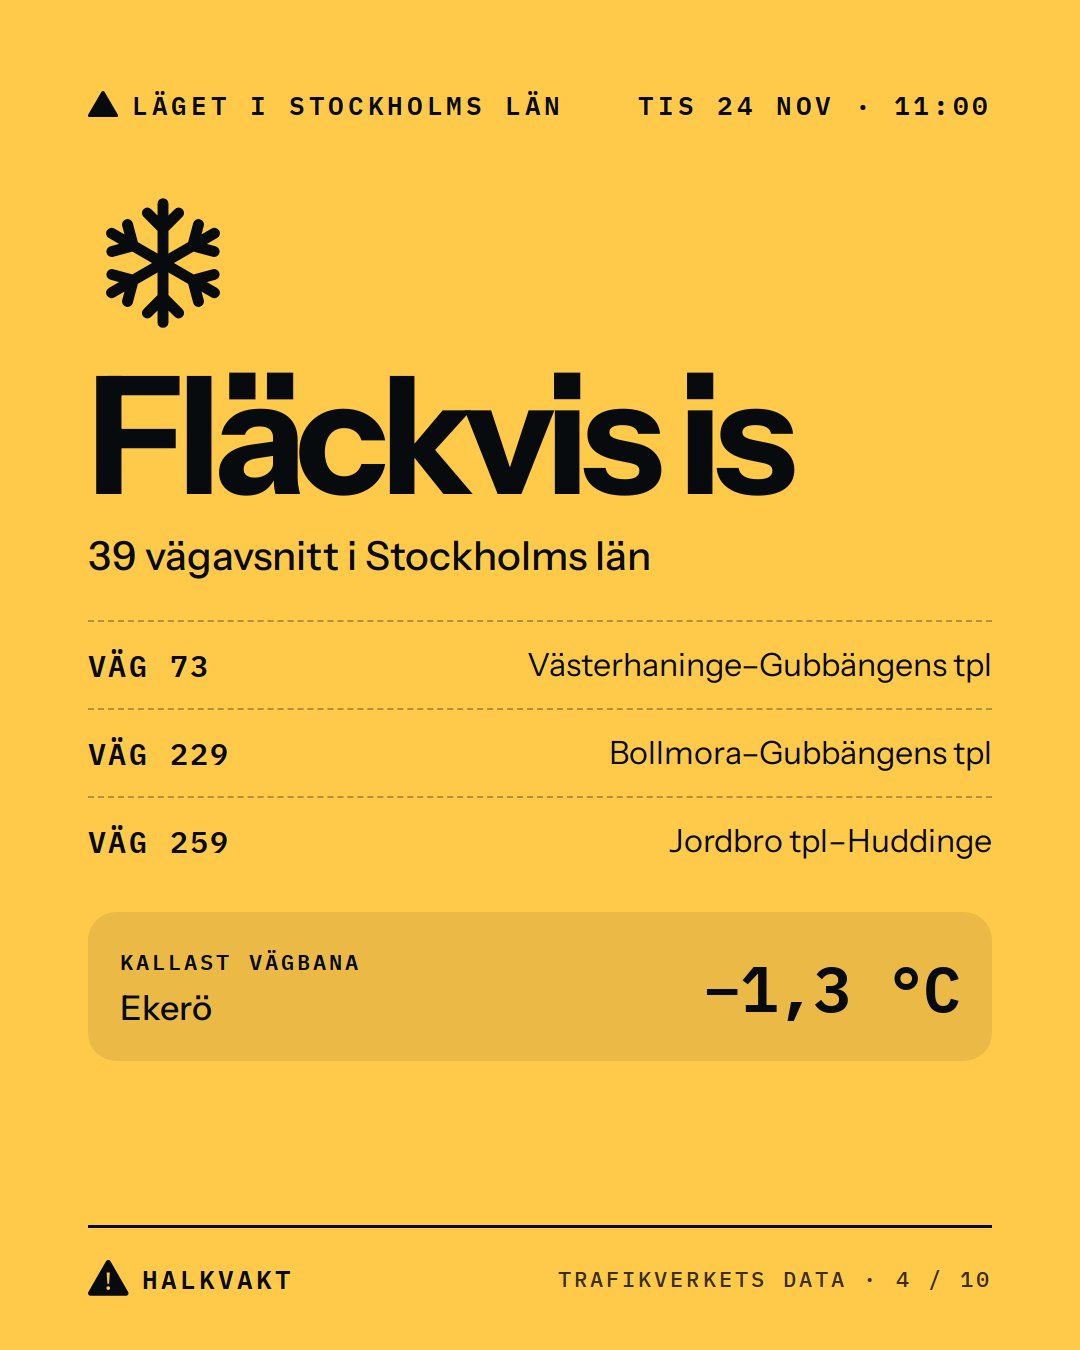 LÄGET I STOCKHOLMS LÄN TIS 24 NOV · 11:00
Fläckvis is
39 vägavsnitt i Stockholms län
VÄG 73 Västerhaninge–Gubbängens tpl
VÄG 229 Bollmora–Gubbängens tpl
VÄG 259 Jordbro tpl–Huddinge
KALLAST VÄGBANA
Ekerö
−1,3 °C
HALKVAKT TRAFIKVERKETS DATA · 4 / 10